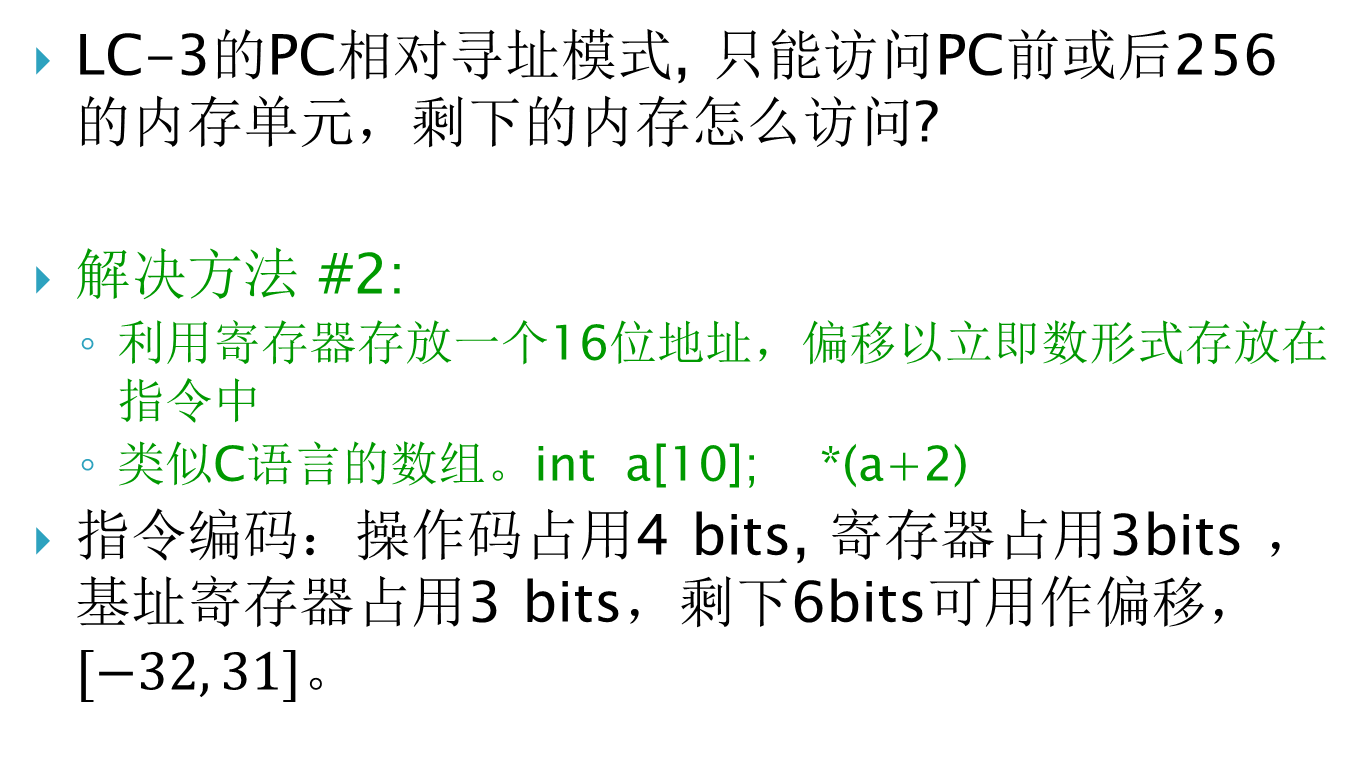 LC-3的PC相对寻址模式, 只能访问PC前或后256
的内存单元，剩下的内存怎么访问?
解决方法 #2:
利用寄存器存放一个16位地址，偏移以立即数形式存放在
指令中
类似C语言的数组。int a[10]; *(a+2)
指令编码：操作码占用4 bits, 寄存器占用3bits ，
基址寄存器占用3 bits，剩下6bits可用作偏移，
[−32, 31]。